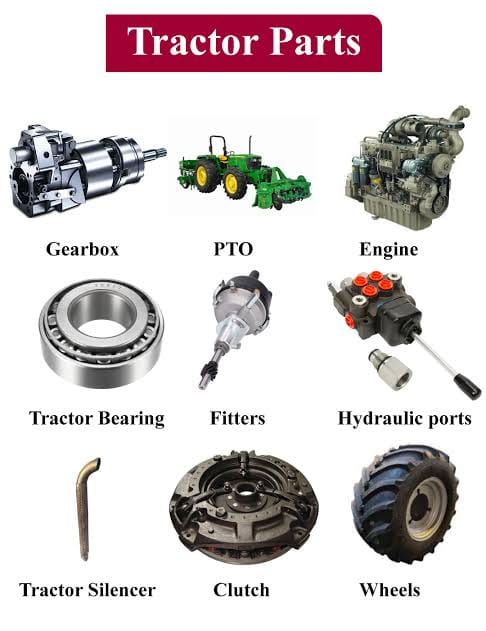 Tractor Parts
Gearbox
PTO
Engine
Tractor Bearing
Fitters
Hydraulic ports
Tractor Silencer
Clutch
Wheels